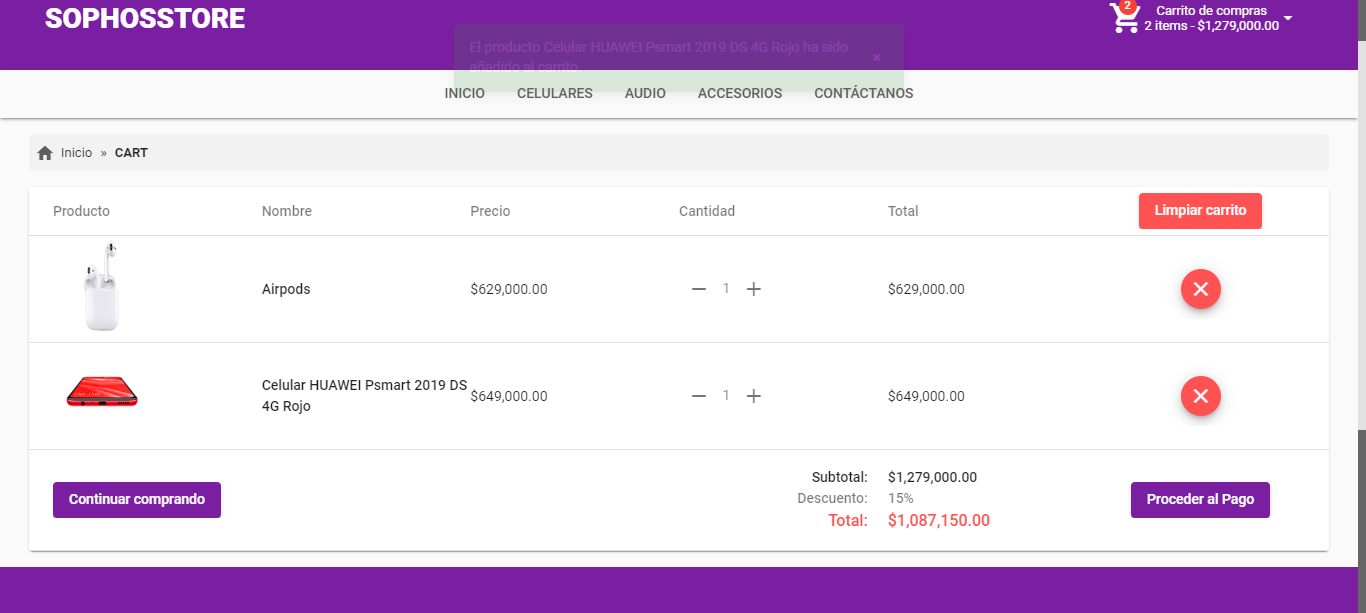 SOPHOSSTORE
2
Carrito de compras
2 items - $1,279,000.00
El producto Celular HUAWEI Psmart 2019 DS 4G Rojo ha sido
añadido al carrito.
×
INICIO CELULARES AUDIO ACCESORIOS CONTÁCTANOS
Inicio » CART
Producto Nombre Precio Cantidad Total Limpiar carrito
Airpods $629,000.00 1 $629,000.00
Celular HUAWEI Psmart 2019 DS
4G Rojo
$649,000.00 1 $649,000.00
Continuar comprando
Subtotal: $1,279,000.00
Descuento: 15%
Total: $1,087,150.00
Proceder al Pago